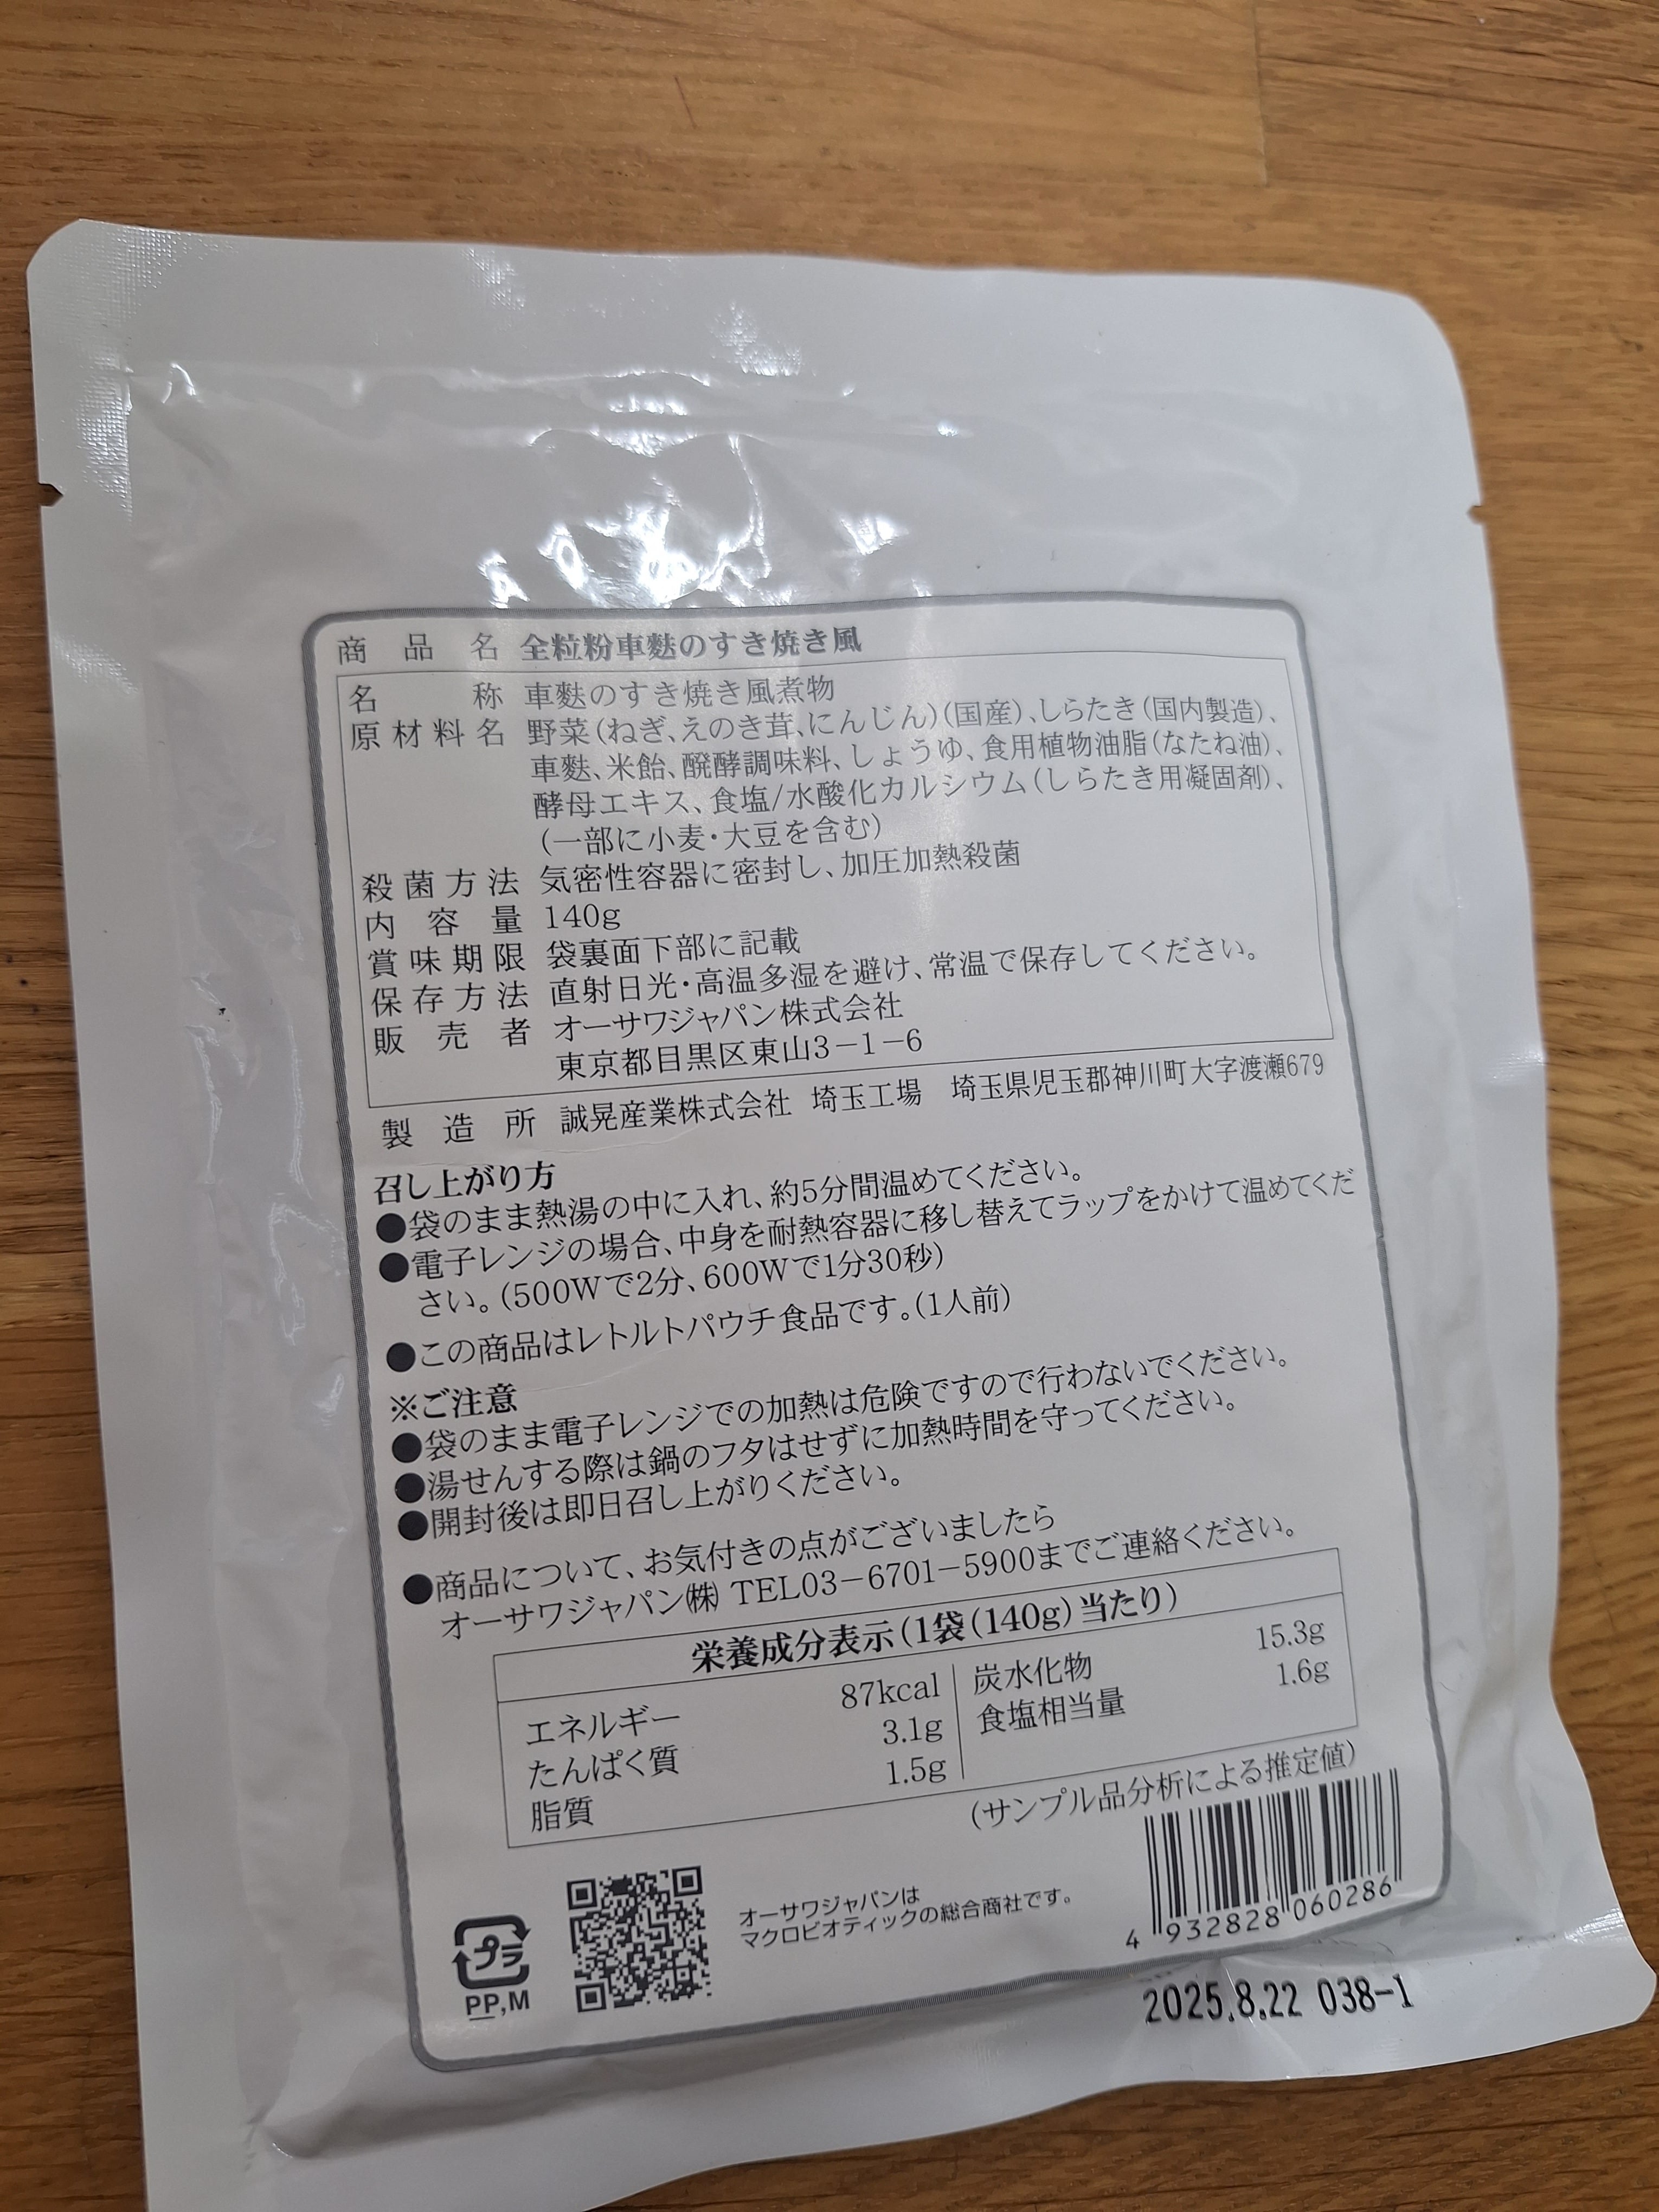 商品名 全粒粉車麩のすき焼き風
名称 車麩のすき焼き風煮物
原材料名 野菜(ねぎ、えのき茸、にんじん)(国産)、しらたき(国内製造)、
車麩、米飴、醗酵調味料、しょうゆ、食用植物油脂(なたね油)、
酵母エキス、食塩/水酸化カルシウム(しらたき用凝固剤)、
(一部に小麦・大豆を含む)
殺菌方法 気密性容器に密封し、加圧加熱殺菌
内容量 140g
賞味期限 袋裏面下部に記載
保存方法 直射日光・高温多湿を避け、常温で保存してください。
販売者 オーサワジャパン株式会社
東京都目黒区東山3-1-6
製造所 誠晃産業株式会社 埼玉工場 埼玉県児玉郡神川町大字渡瀬679
召し上がり方
●袋のまま熱湯の中に入れ、約5分間温めてください。
●電子レンジの場合、中身を耐熱容器に移し替えてラップをかけて温めてくだ
さい。(500Wで2分、600Wで1分30秒)
●この商品はレトルトパウチ食品です。(1人前)
※ご注意
●袋のまま電子レンジでの加熱は危険ですので行わないでください。
●湯せんする際は鍋のフタはせずに加熱時間を守ってください。
●開封後は即日召し上がりください。
●商品について、お気付きの点がございましたら
オーサワジャパン㈱ TEL03-6701-5900までご連絡ください。
栄養成分表示(1袋(140g)当たり)
エネルギー 87kcal 炭水化物 15.3g
たんぱく質 3.1g 食塩相当量 1.6g
脂質 1.5g
(サンプル品分析による推定値)
プラ
PP,M
オーサワジャパンは
マクロビオティックの総合商社です。
4 932828 060286
2025.8.22 038-1